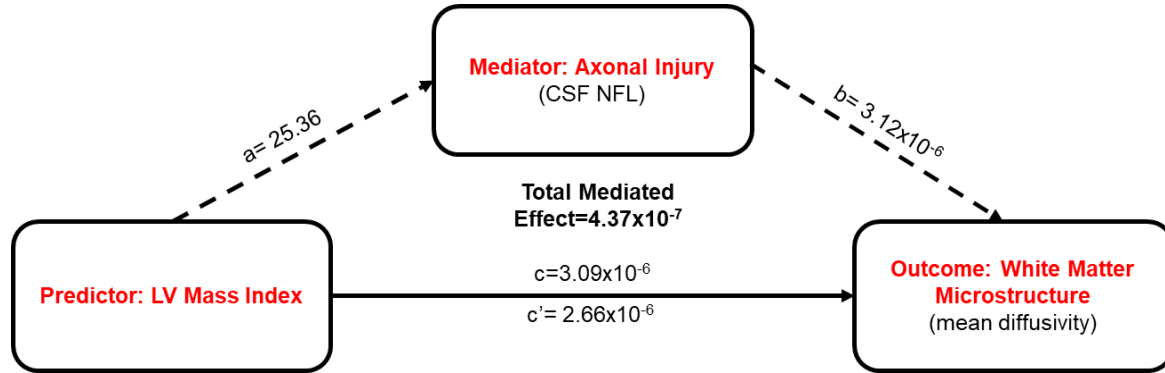 Mediator: Axonal Injury
(CSF NFL)
a= 25.36
b= 3.12x10⁻⁶
Total Mediated
Effect=4.37x10⁻⁷
Predictor: LV Mass Index
c=3.09x10⁻⁶
c’= 2.66x10⁻⁶
Outcome: White Matter
Microstructure
(mean diffusivity)